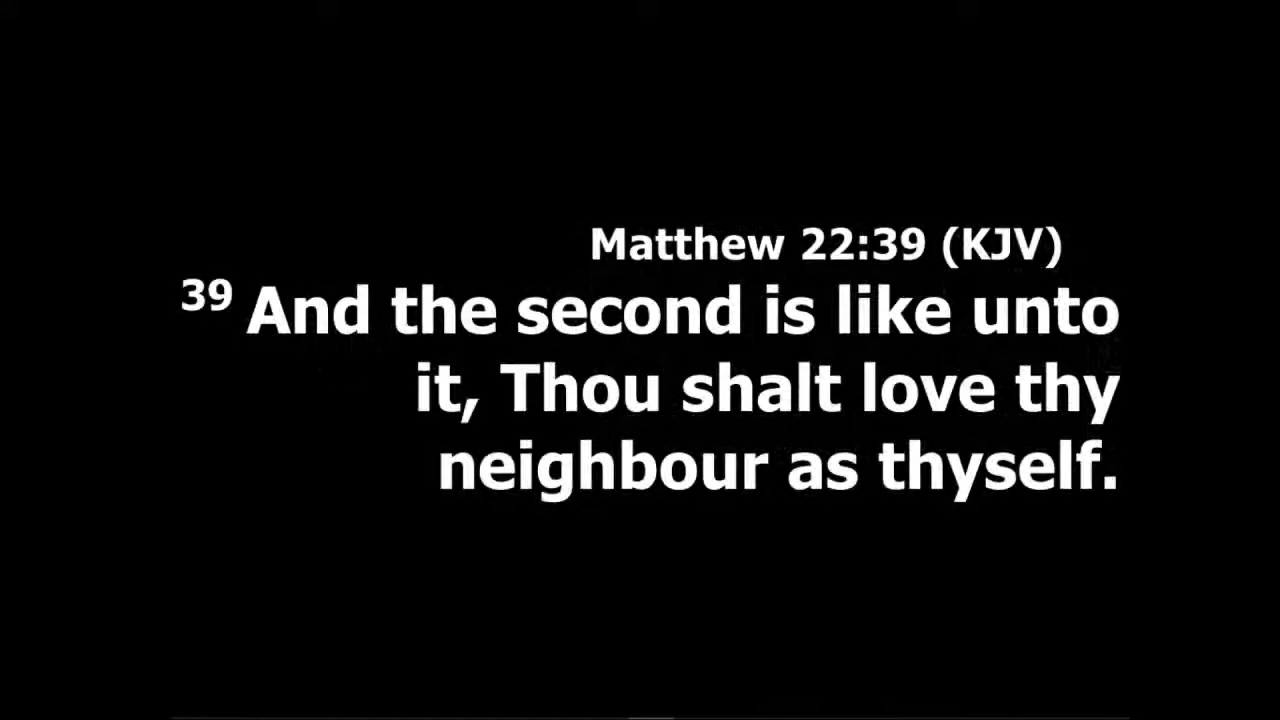 Matthew 22:39 (KJV)
39 And the second is like unto
it, Thou shalt love thy
neighbour as thyself.